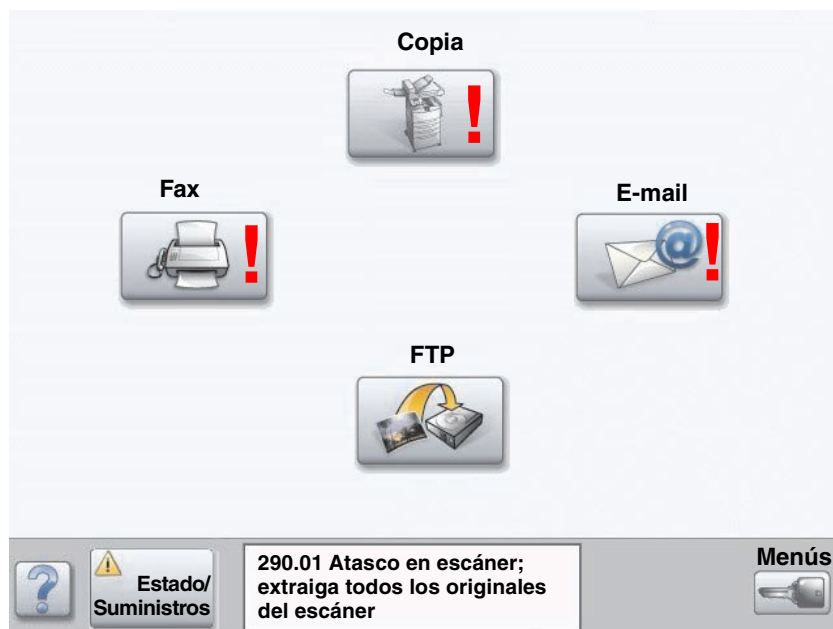 Copia
!
Fax
!
E-mail
@
!
FTP
?
!
Estado/
Suministros
290.01 Atasco en escáner;
extraiga todos los originales
del escáner
Menús